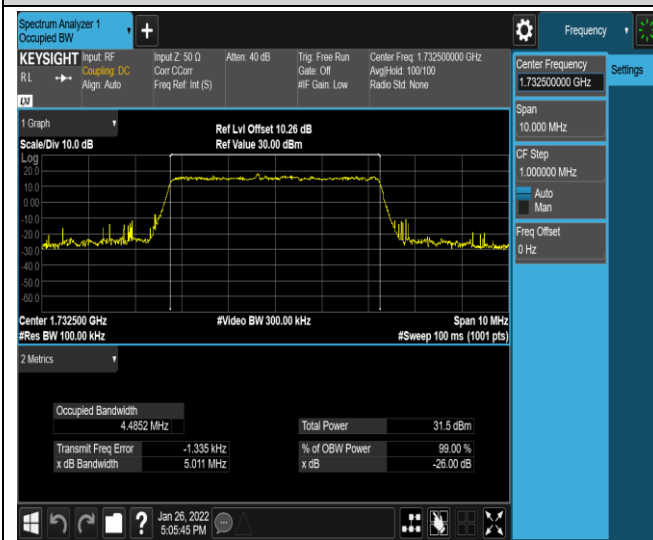 Spectrum Analyzer 1
Occupied BW
+
Frequency
KEYSIGHT
RL
LXI
Input: RF
Coupling: DC
Align: Auto
Input Z: 50 Ω
Corr CCorr
Freq Ref: Int (S)
Atten: 40 dB
Trig: Free Run
Gate: Off
#IF Gain: Low
Center Freq: 1.732500000 GHz
Avg|Hold: 100/100
Radio Std: None
Center Frequency
1.732500000 GHz
Settings
Span
10.000 MHz
CF Step
1.000000 MHz
Auto
Man
Freq Offset
0 Hz
1 Graph
Scale/Div 10.0 dB
Ref Lvl Offset 10.26 dB
Ref Value 30.00 dBm
Log
20.0
10.0
0.00
-10.0
-20.0
-30.0
-40.0
-50.0
-60.0
Center 1.732500 GHz
#Video BW 300.00 kHz
Span 10 MHz
#Res BW 100.00 kHz
#Sweep 100 ms (1001 pts)
2 Metrics
Occupied Bandwidth
4.4852 MHz
Total Power 31.5 dBm
Transmit Freq Error -1.335 kHz
% of OBW Power 99.00 %
x dB Bandwidth 5.011 MHz
x dB -26.00 dB
?
Jan 26, 2022
5:05:45 PM